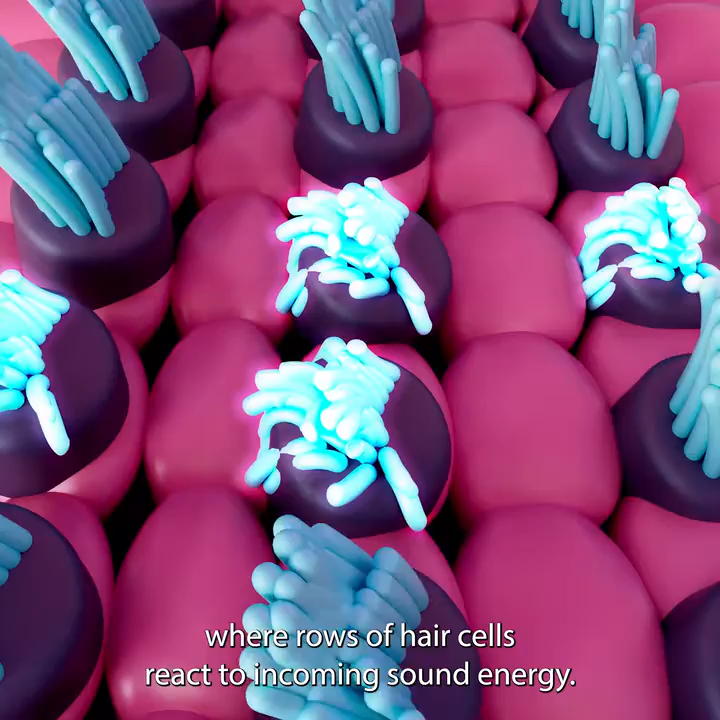 where rows of hair cells
react to incoming sound energy.